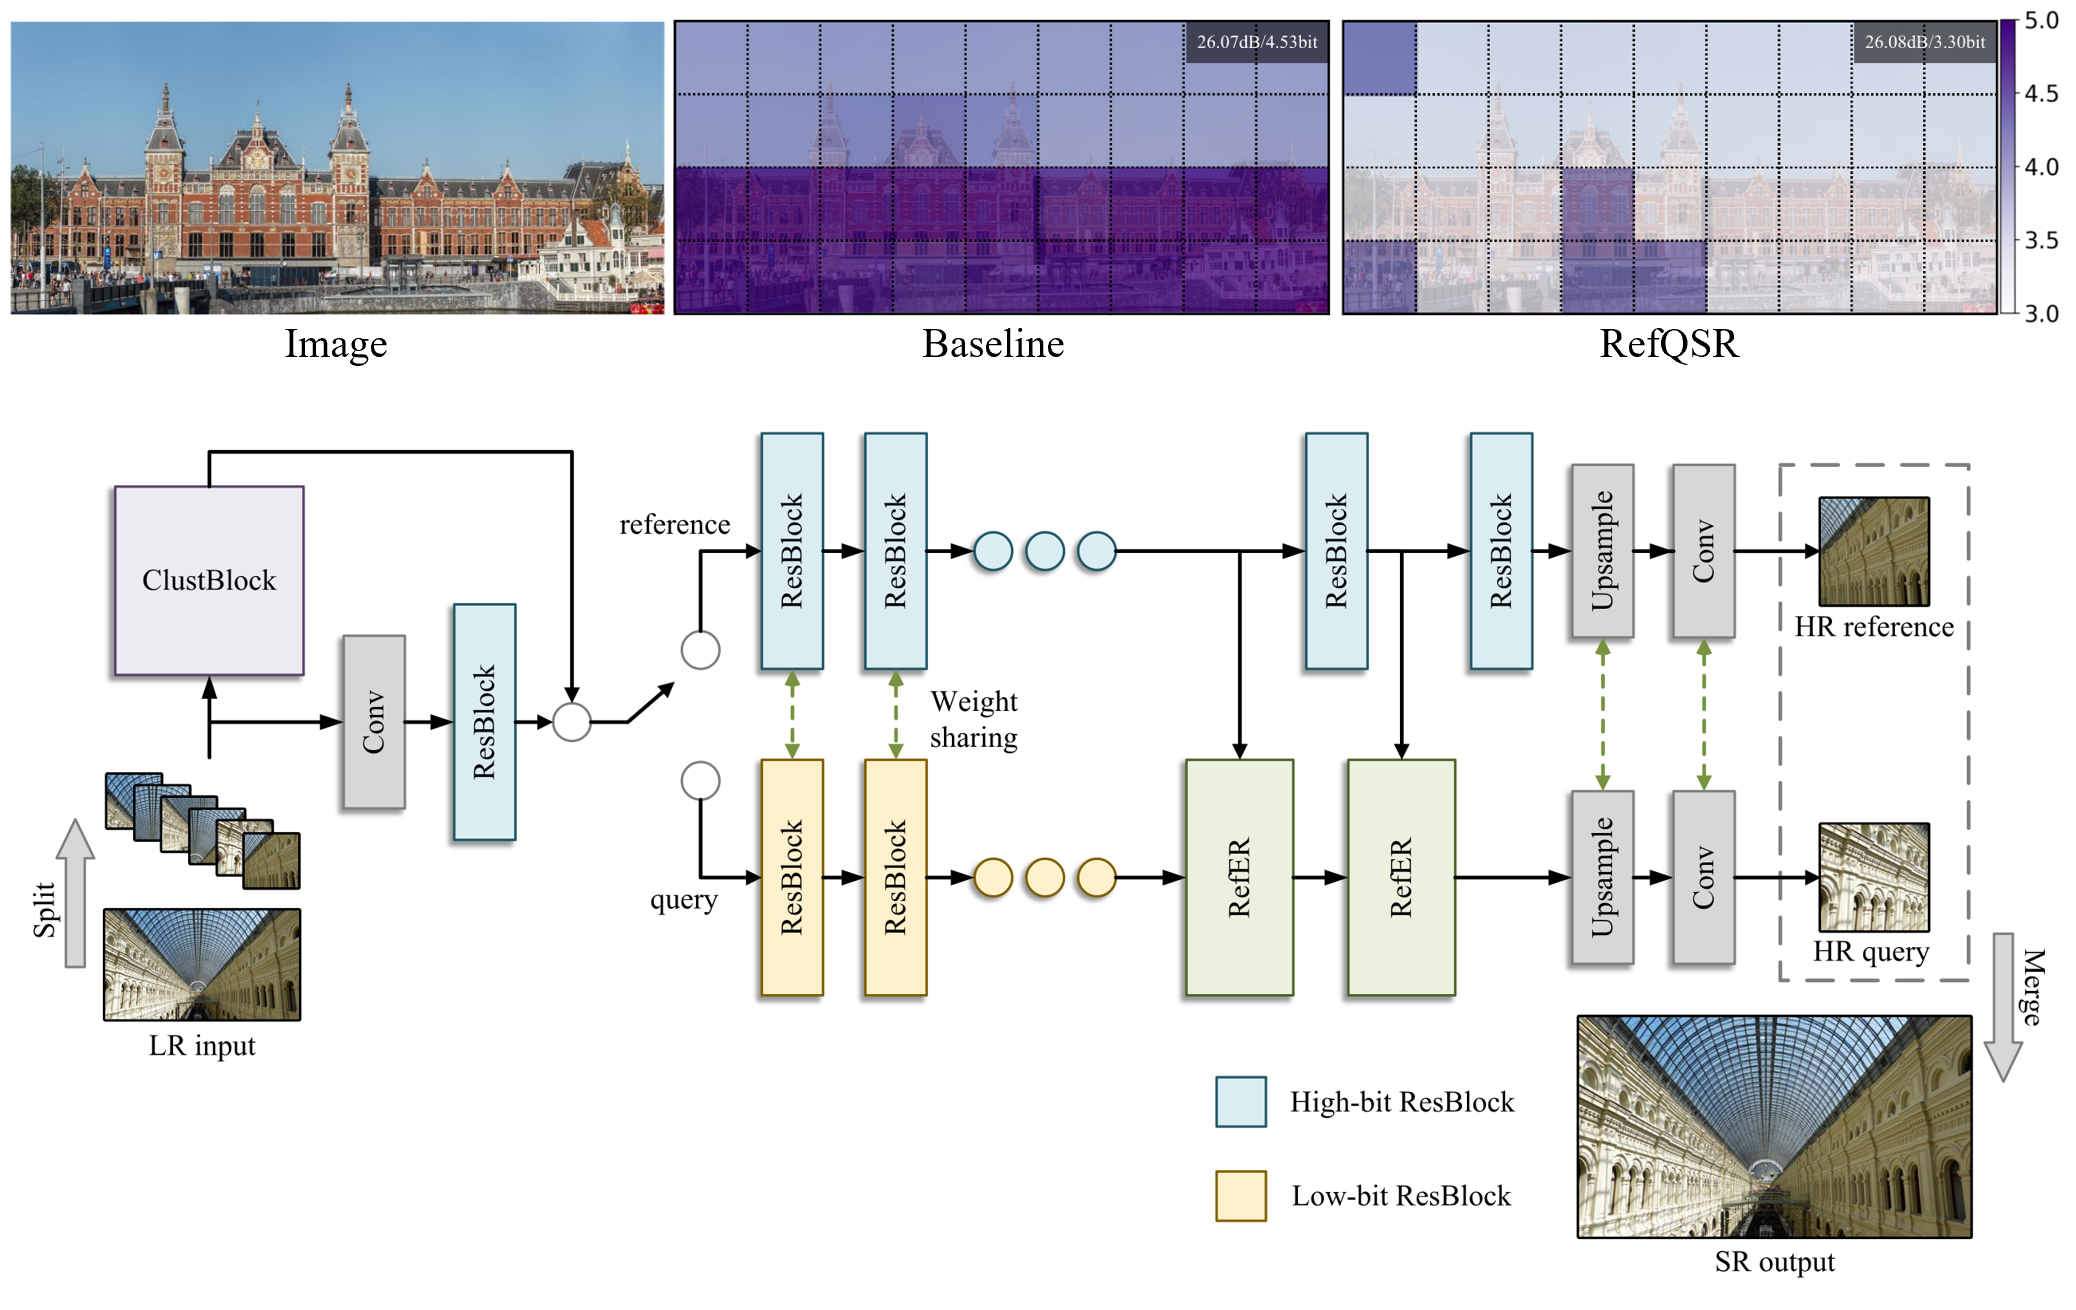 26.07dB/4.53bit
26.08dB/3.30bit
5.0
4.5
4.0
3.5
3.0
Image
Baseline
RefQSR
ClustBlock
Conv
ResBlock
reference
query
ResBlock
ResBlock
ResBlock
ResBlock
Upsample
Conv
HR reference
Weight
sharing
ResBlock
ResBlock
RefER
RefER
Upsample
Conv
HR query
Split
LR input
Merge
High-bit ResBlock
Low-bit ResBlock
SR output